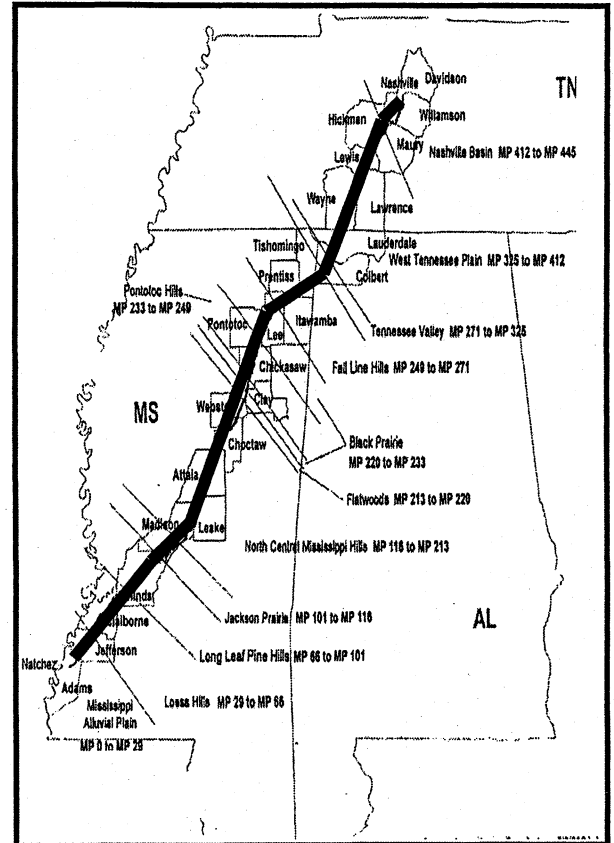 Nashville
Davidson
TN
Hickman
Williamson
Maury
Nashville Basin MP 412 to MP 445
Lewis
Wayne
Lawrence
Tishomingo
Lauderdale
West Tennessee Plain MP 325 to MP 412
Prentiss
Colbert
Pontotoc Hills
MP 233 to MP 249
Itawamba
Tennessee Valley MP 271 to MP 325
Pontotoc
Lee
Chickasaw
Fall Line Hills MP 249 to MP 271
MS
Clay
Black Prairie
MP 220 to MP 233
Choctaw
Flatwoods MP 213 to MP 220
Attala
Madison
Leake
North Central Mississippi Hills MP 116 to MP 213
Jackson Prairie MP 101 to MP 116
AL
Jefferson
Long Leaf Pine Hills MP 66 to MP 101
Natchez
Adams
Loess Hills MP 29 to MP 66
Mississippi
Alluvial Plain
MP 0 to MP 29